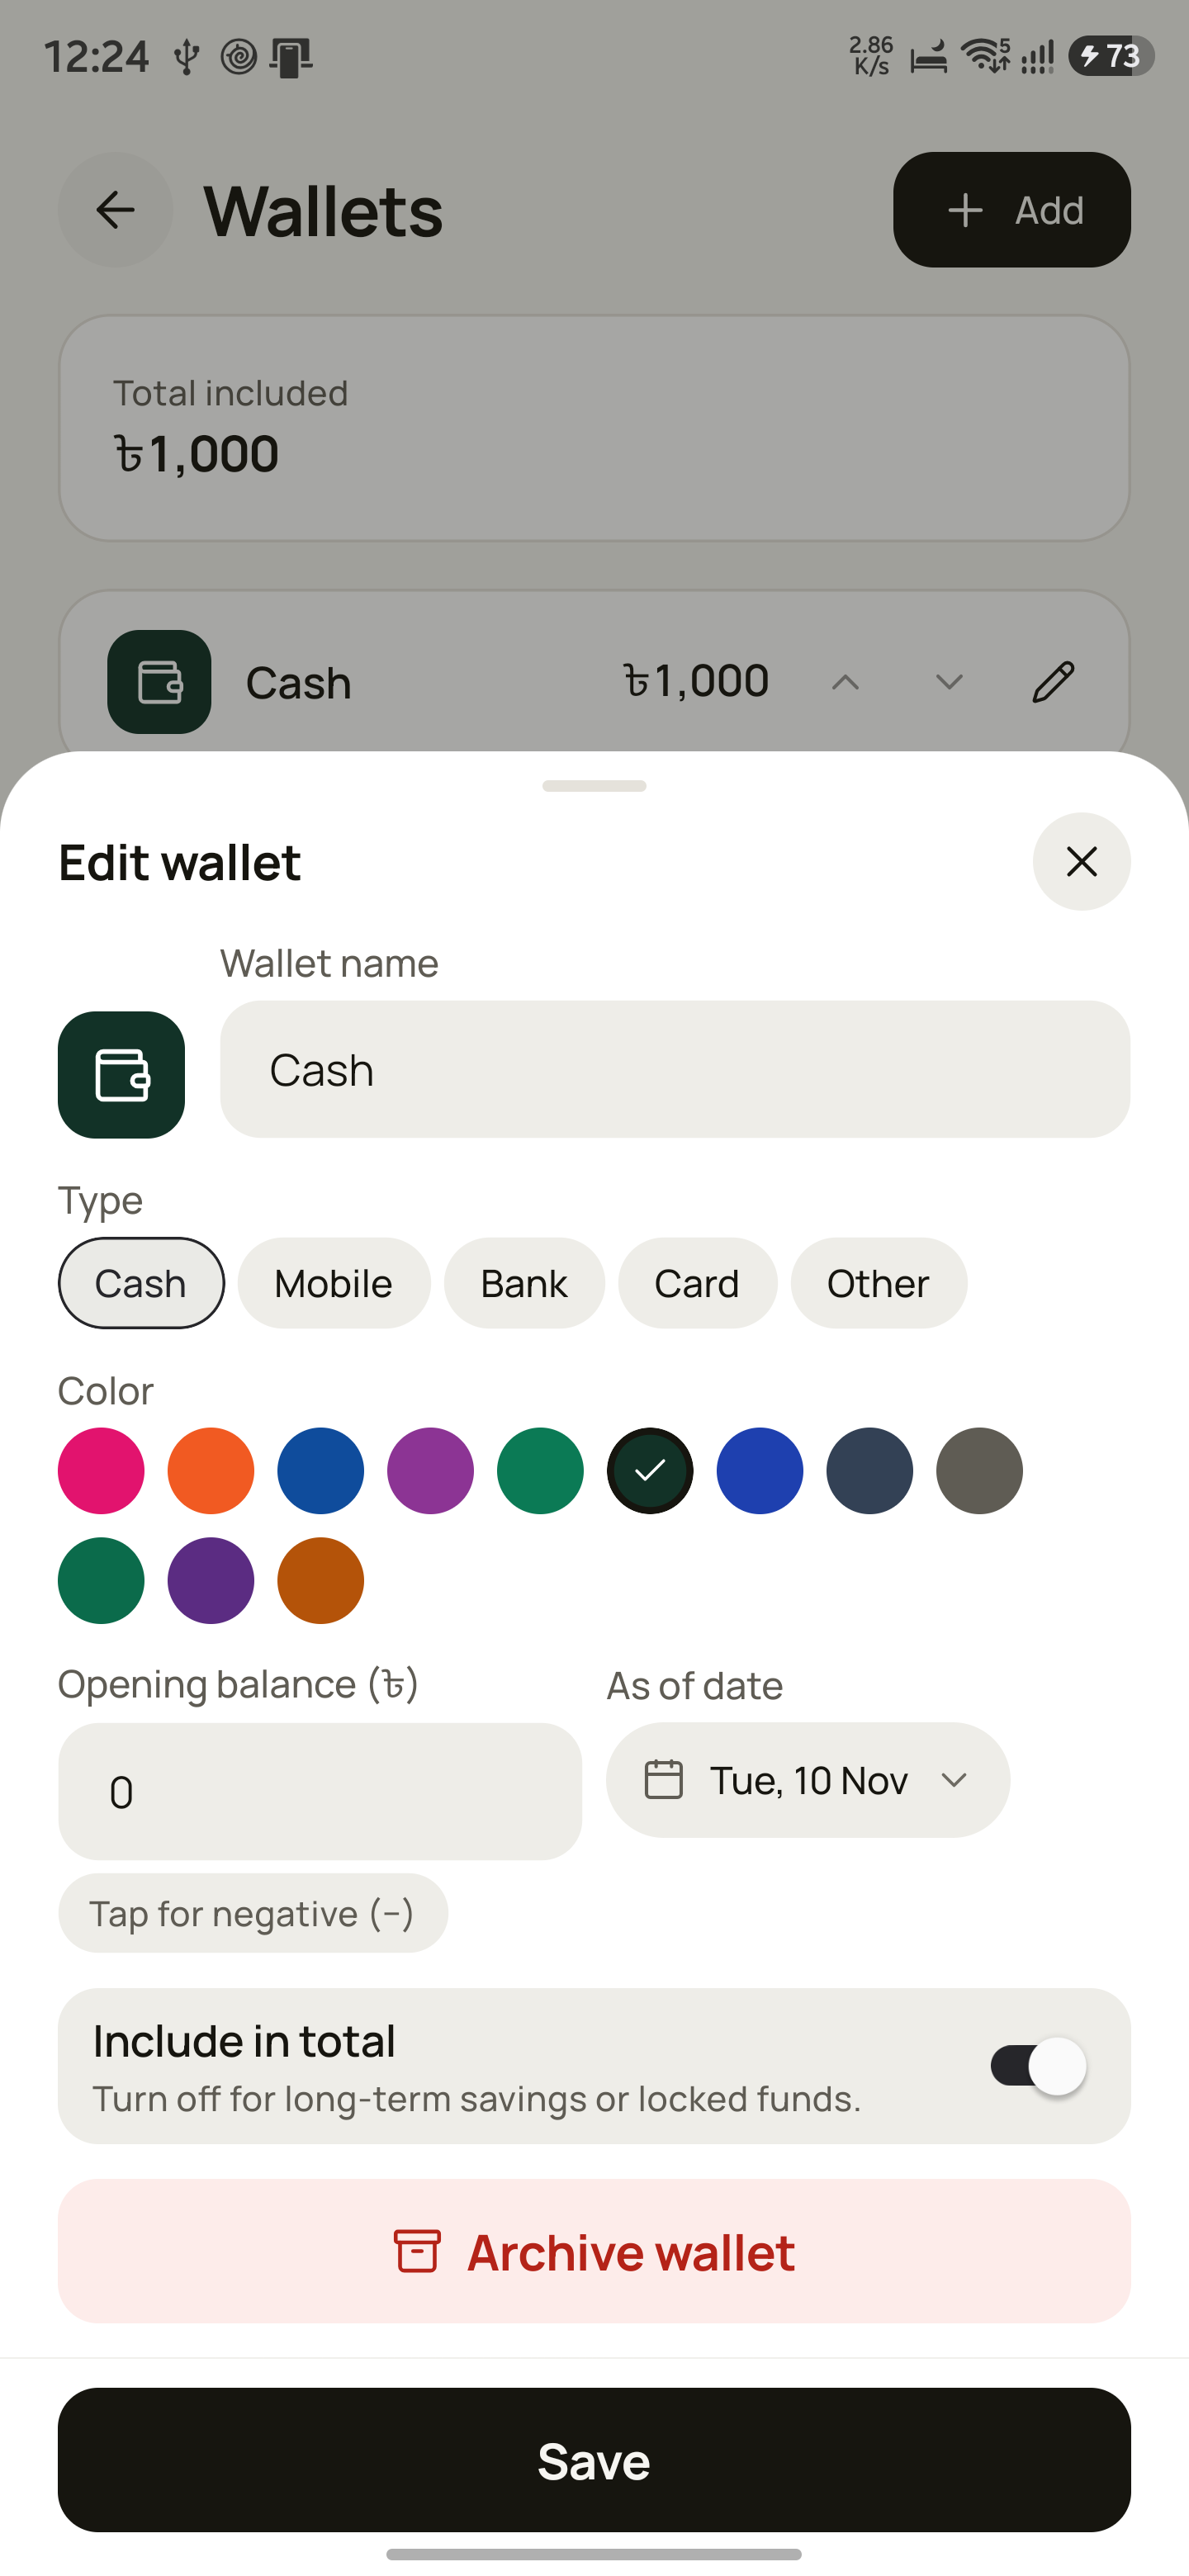 12:24
2.86 K/s
5
73
Wallets
+ Add
Total included
৳1,000
Cash ৳1,000
Edit wallet
Wallet name
Cash
Type
Cash Mobile Bank Card Other
Color
Opening balance (৳) As of date
0 Tue, 10 Nov
Tap for negative (−)
Include in total
Turn off for long-term savings or locked funds.
Archive wallet
Save